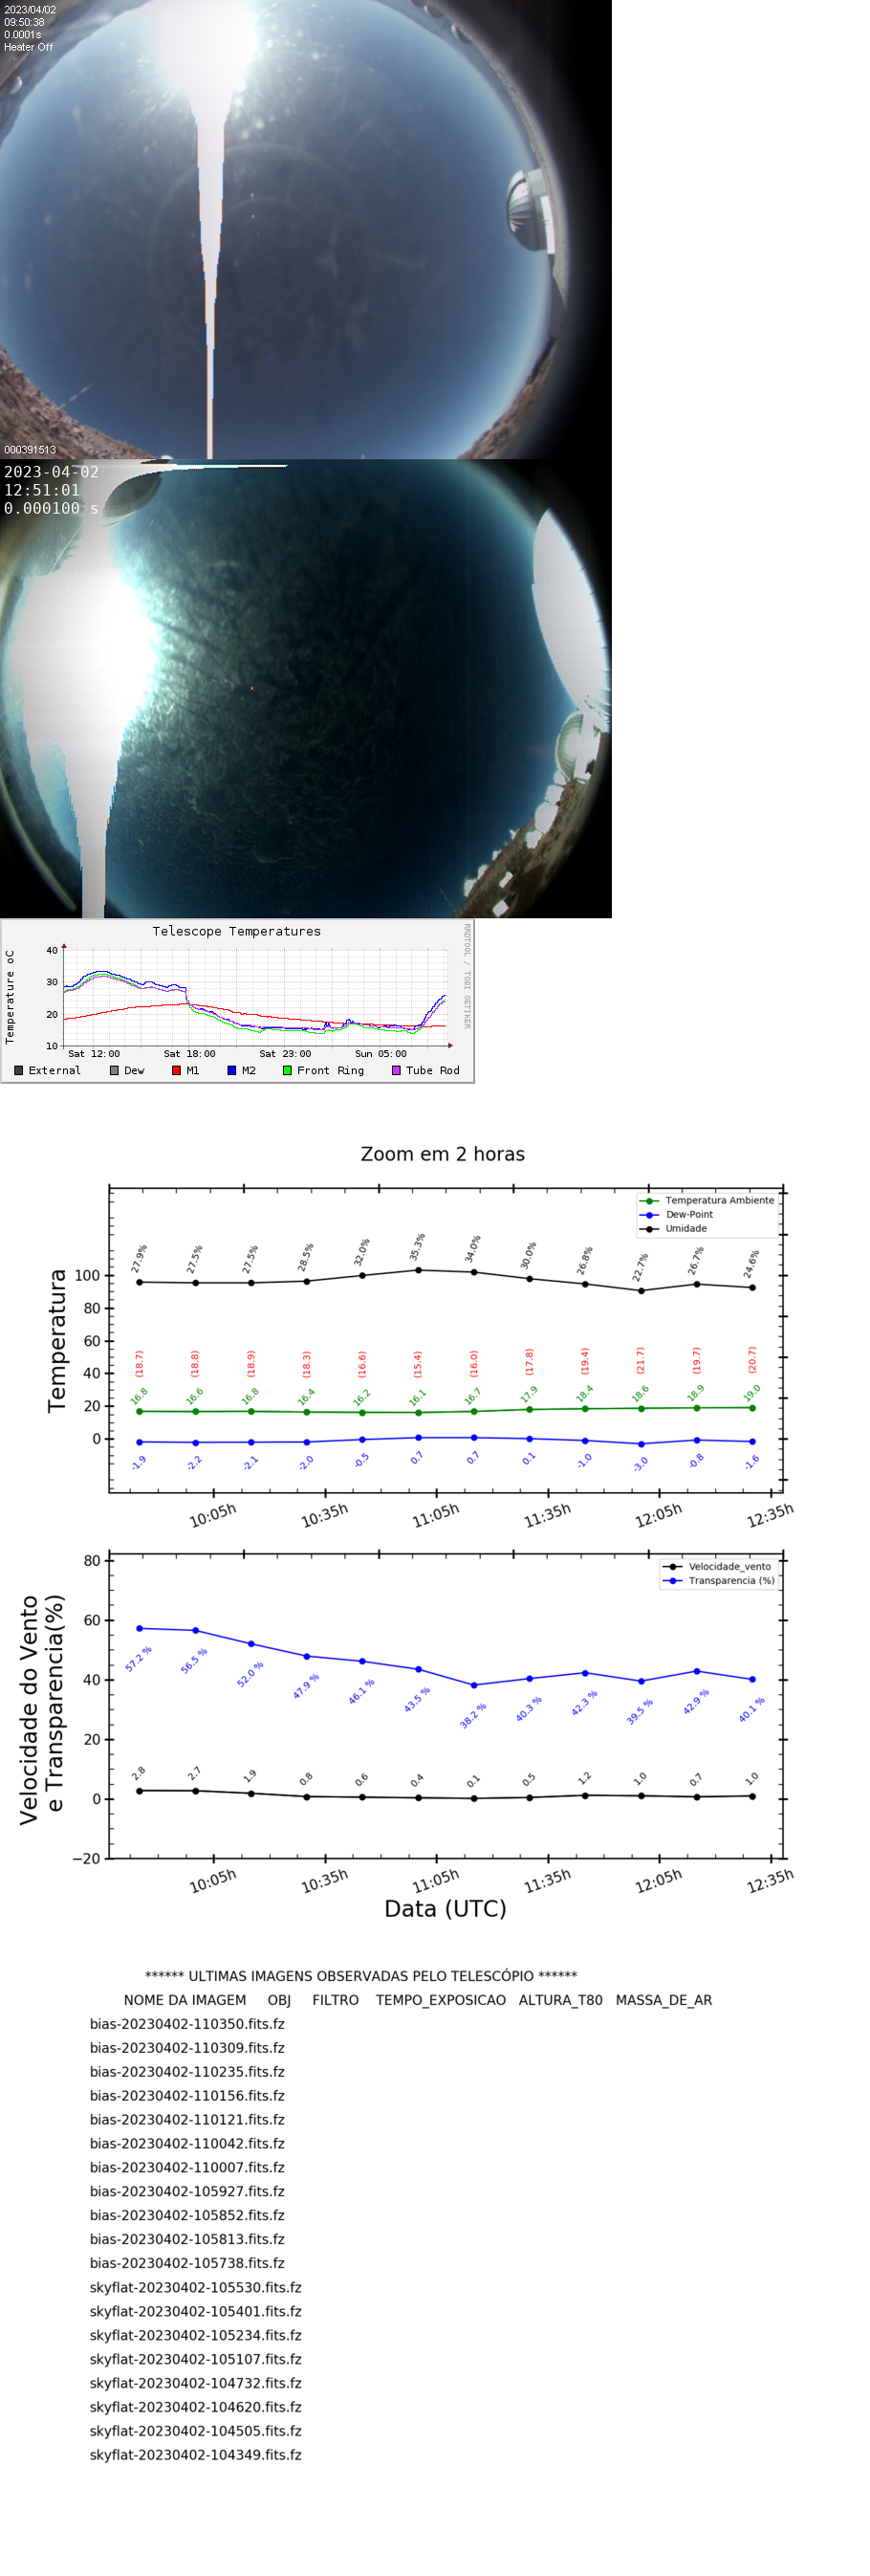 2023/04/02
09:50:38
0.0001s
Heater Off
000391513
2023-04-02
12:51:01
0.000100 s
Telescope Temperatures
RRDTOOL / TOBI OETIKER
Temperature oC
40
30
20
10
Sat 12:00 Sat 18:00 Sat 23:00 Sun 05:00
External Dew M1 M2 Front Ring Tube Rod
Zoom em 2 horas
Temperatura Ambiente
Dew-Point
Umidade
Temperatura
100
80
60
40
20
0
27.9% 27.5% 27.5% 28.5% 32.0% 35.3% 34.0% 30.0% 26.8% 22.7% 26.7% 24.6%
(18.7) (18.8) (18.9) (18.3) (16.6) (15.4) (16.0) (17.8) (19.4) (21.7) (19.7) (20.7)
16.8 16.6 16.8 16.4 16.2 16.1 16.7 17.9 18.4 18.6 18.9 19.0
-1.9 -2.2 -2.1 -2.0 -0.5 0.7 0.7 0.1 -1.0 -3.0 -0.8 -1.6
10:05h 10:35h 11:05h 11:35h 12:05h 12:35h
Velocidade_vento
Transparencia (%)
Velocidade do Vento
e Transparencia(%)
80
60
40
20
0
−20
57.2 % 56.5 % 52.0 % 47.9 % 46.1 % 43.5 % 38.2 % 40.3 % 42.3 % 39.5 % 42.9 % 40.1 %
2.8 2.7 1.9 0.8 0.6 0.4 0.1 0.5 1.2 1.0 0.7 1.0
10:05h 10:35h 11:05h 11:35h 12:05h 12:35h
Data (UTC)
****** ULTIMAS IMAGENS OBSERVADAS PELO TELESCÓPIO ******
NOME DA IMAGEM OBJ FILTRO TEMPO_EXPOSICAO ALTURA_T80 MASSA_DE_AR
bias-20230402-110350.fits.fz
bias-20230402-110309.fits.fz
bias-20230402-110235.fits.fz
bias-20230402-110156.fits.fz
bias-20230402-110121.fits.fz
bias-20230402-110042.fits.fz
bias-20230402-110007.fits.fz
bias-20230402-105927.fits.fz
bias-20230402-105852.fits.fz
bias-20230402-105813.fits.fz
bias-20230402-105738.fits.fz
skyflat-20230402-105530.fits.fz
skyflat-20230402-105401.fits.fz
skyflat-20230402-105234.fits.fz
skyflat-20230402-105107.fits.fz
skyflat-20230402-104732.fits.fz
skyflat-20230402-104620.fits.fz
skyflat-20230402-104505.fits.fz
skyflat-20230402-104349.fits.fz